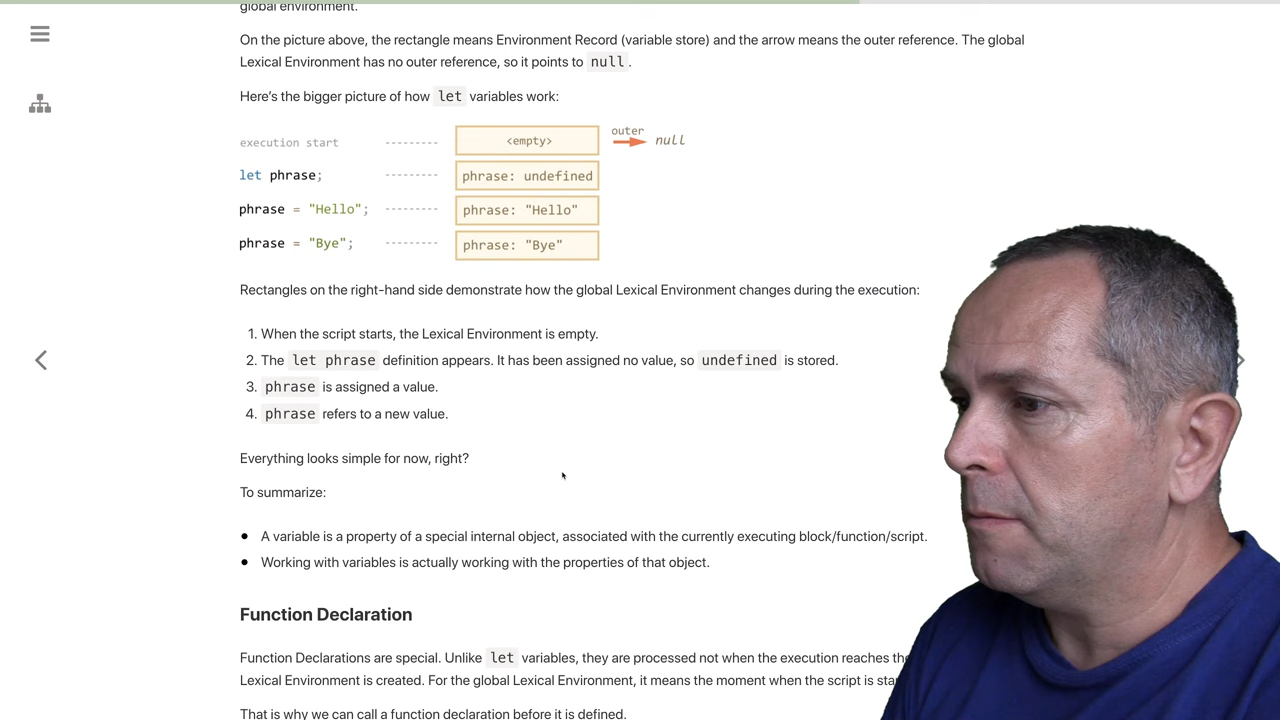 global environment.
On the picture above, the rectangle means Environment Record (variable store) and the arrow means the outer reference. The global
Lexical Environment has no outer reference, so it points to null.
Here's the bigger picture of how let variables work:
execution start --------- <empty> outer null
let phrase; --------- phrase: undefined
phrase = "Hello"; --------- phrase: "Hello"
phrase = "Bye"; --------- phrase: "Bye"
Rectangles on the right-hand side demonstrate how the global Lexical Environment changes during the execution:
1. When the script starts, the Lexical Environment is empty.
2. The let phrase definition appears. It has been assigned no value, so undefined is stored.
3. phrase is assigned a value.
4. phrase refers to a new value.
Everything looks simple for now, right?
To summarize:
● A variable is a property of a special internal object, associated with the currently executing block/function/script.
● Working with variables is actually working with the properties of that object.
Function Declaration
Function Declarations are special. Unlike let variables, they are processed not when the execution reaches
Lexical Environment is created. For the global Lexical Environment, it means the moment when the script is
That is why we can call a function declaration before it is defined.